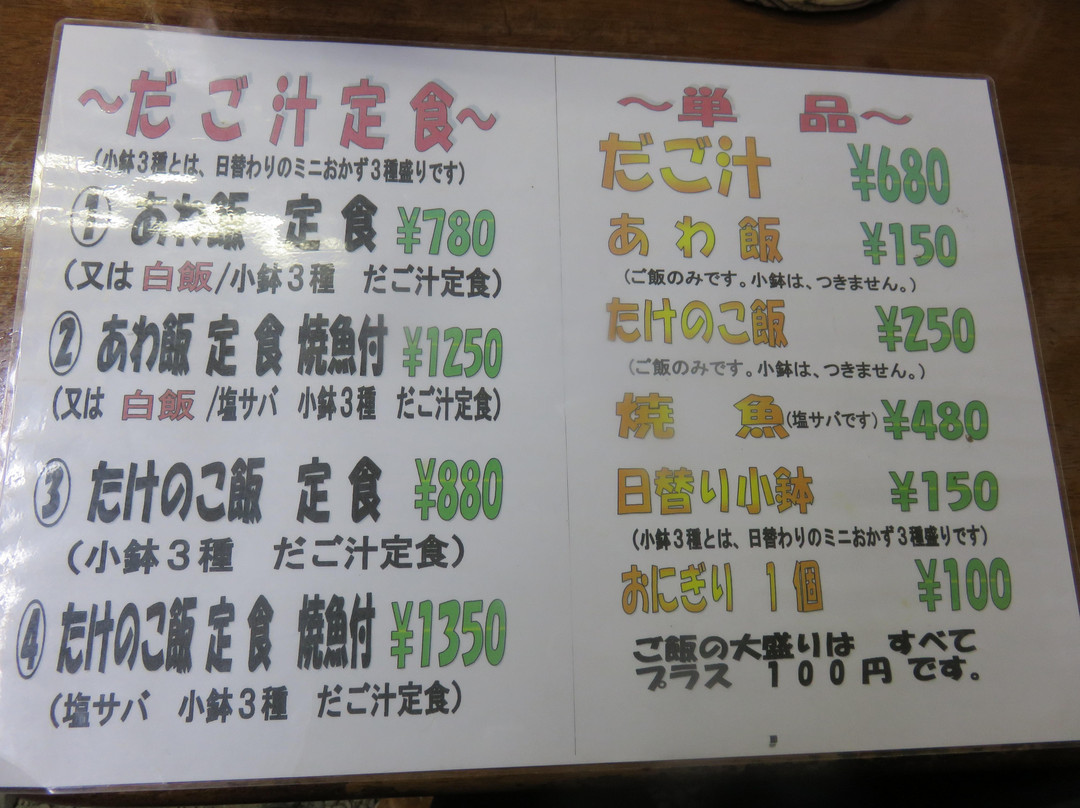 ～だご汁定食～
(小鉢３種とは、日替わりのミニおかず３種盛りです)
① あわ飯 定食 ¥780
(又は 白飯/小鉢３種 だご汁定食)
② あわ飯 定食 焼魚付 ¥1250
(又は 白飯 /塩サバ 小鉢３種 だご汁定食)
③ たけのこ飯 定食 ¥880
(小鉢３種 だご汁定食)
④ たけのこ飯 定食 焼魚付 ¥1350
(塩サバ 小鉢３種 だご汁定食)
～単 品～
だご汁 ¥680
あわ飯 ¥150
(ご飯のみです。小鉢は、つきません。)
たけのこ飯 ¥250
(ご飯のみです。小鉢は、つきません。)
焼 魚(塩サバです) ¥480
日替り小鉢 ¥150
(小鉢３種とは、日替わりのミニおかず３種盛りです)
おにぎり １個 ¥100
ご飯の大盛りは すべて
プラス １００円です。